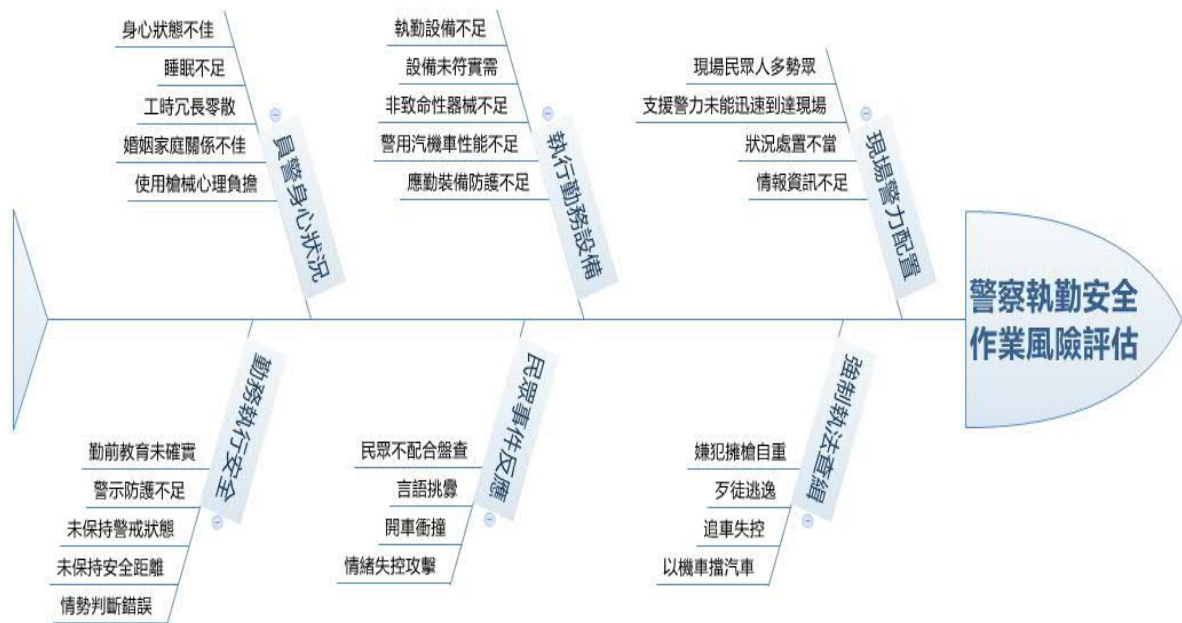 身心狀態不佳
睡眠不足
工時冗長零散
婚姻家庭關係不佳
使用槍械心理負擔
員警身心狀況
執勤設備不足
設備未符實需
非致命性器械不足
警用汽機車性能不足
應勤裝備防護不足
執行勤務設備
現場民眾人多勢眾
支援警力未能迅速到達現場
狀況處置不當
情報資訊不足
現場警力配置
警察執勤安全
作業風險評估
勤務執行安全
勤前教育未確實
警示防護不足
未保持警戒狀態
未保持安全距離
情勢判斷錯誤
民眾事件反應
民眾不配合盤查
言語挑釁
開車衝撞
情緒失控攻擊
強制執法查緝
嫌犯擁槍自重
歹徒逃逸
追車失控
以機車擋汽車